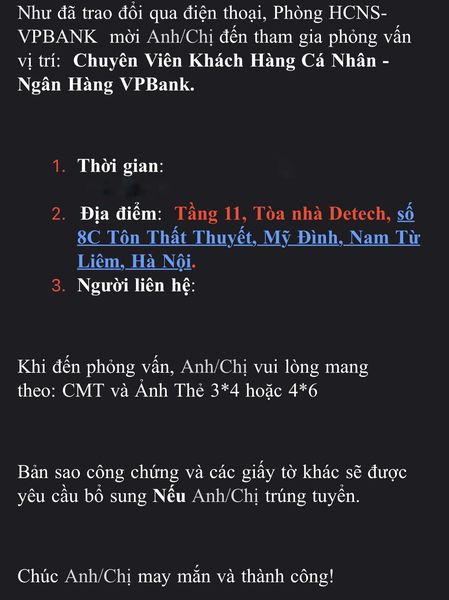 Như đã trao đổi qua điện thoại, Phòng HCNS-
VPBANK mời Anh/Chị đến tham gia phỏng vấn
vị trí: Chuyên Viên Khách Hàng Cá Nhân -
Ngân Hàng VPBank.
1. Thời gian:
2. Địa điểm: Tầng 11, Tòa nhà Detech, số
8C Tôn Thất Thuyết, Mỹ Đình, Nam Từ
Liêm, Hà Nội.
3. Người liên hệ:
Khi đến phỏng vấn, Anh/Chị vui lòng mang
theo: CMT và Ảnh Thẻ 3*4 hoặc 4*6
Bản sao công chứng và các giấy tờ khác sẽ được
yêu cầu bổ sung Nếu Anh/Chị trúng tuyển.
Chúc Anh/Chị may mắn và thành công!